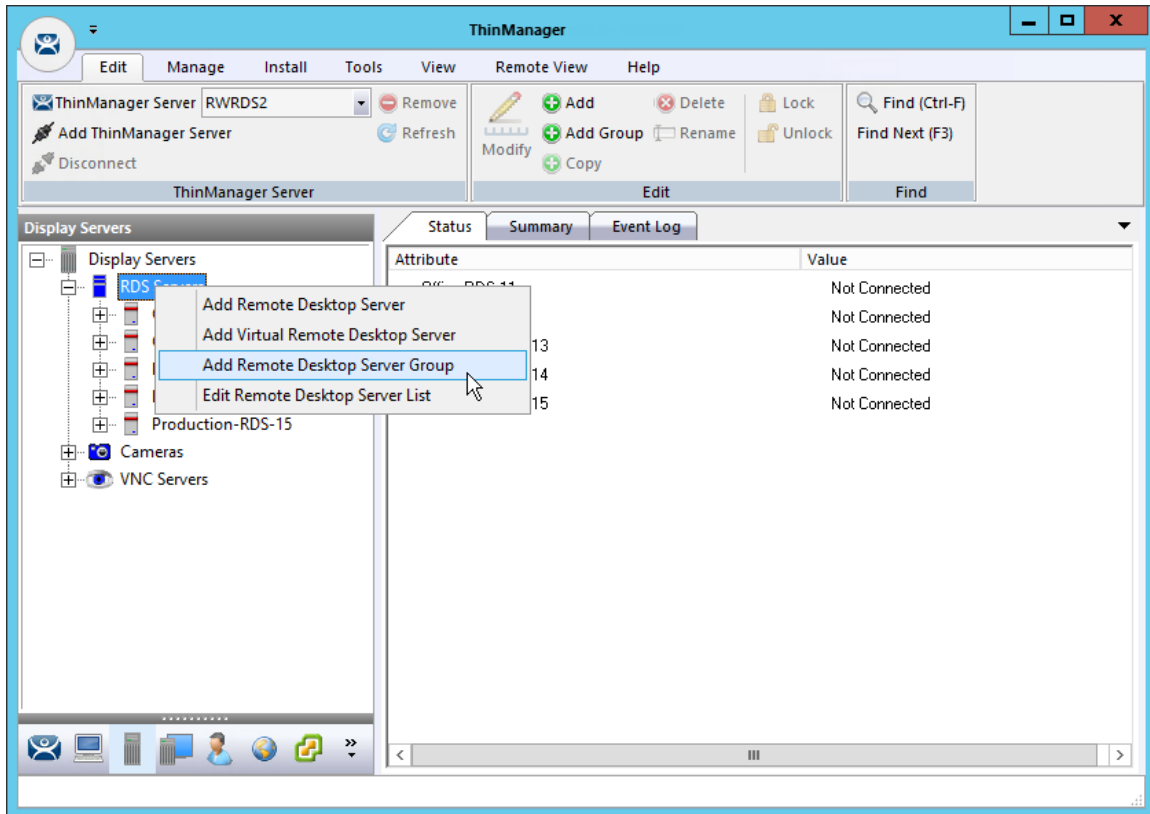 ThinManager
Edit Manage Install Tools View Remote View Help
ThinManager Server RWRDS2 Remove Add Delete Lock Find (Ctrl-F)
Add ThinManager Server Refresh Modify Add Group Rename Unlock Find Next (F3)
Disconnect Copy
ThinManager Server Edit Find
Display Servers Status Summary Event Log
Display Servers Attribute Value
RDS Not Connected
Add Remote Desktop Server
Not Connected
Add Virtual Remote Desktop Server
13 Not Connected
Add Remote Desktop Server Group
14 Not Connected
Edit Remote Desktop Server List
15 Not Connected
Production-RDS-15
Cameras
VNC Servers